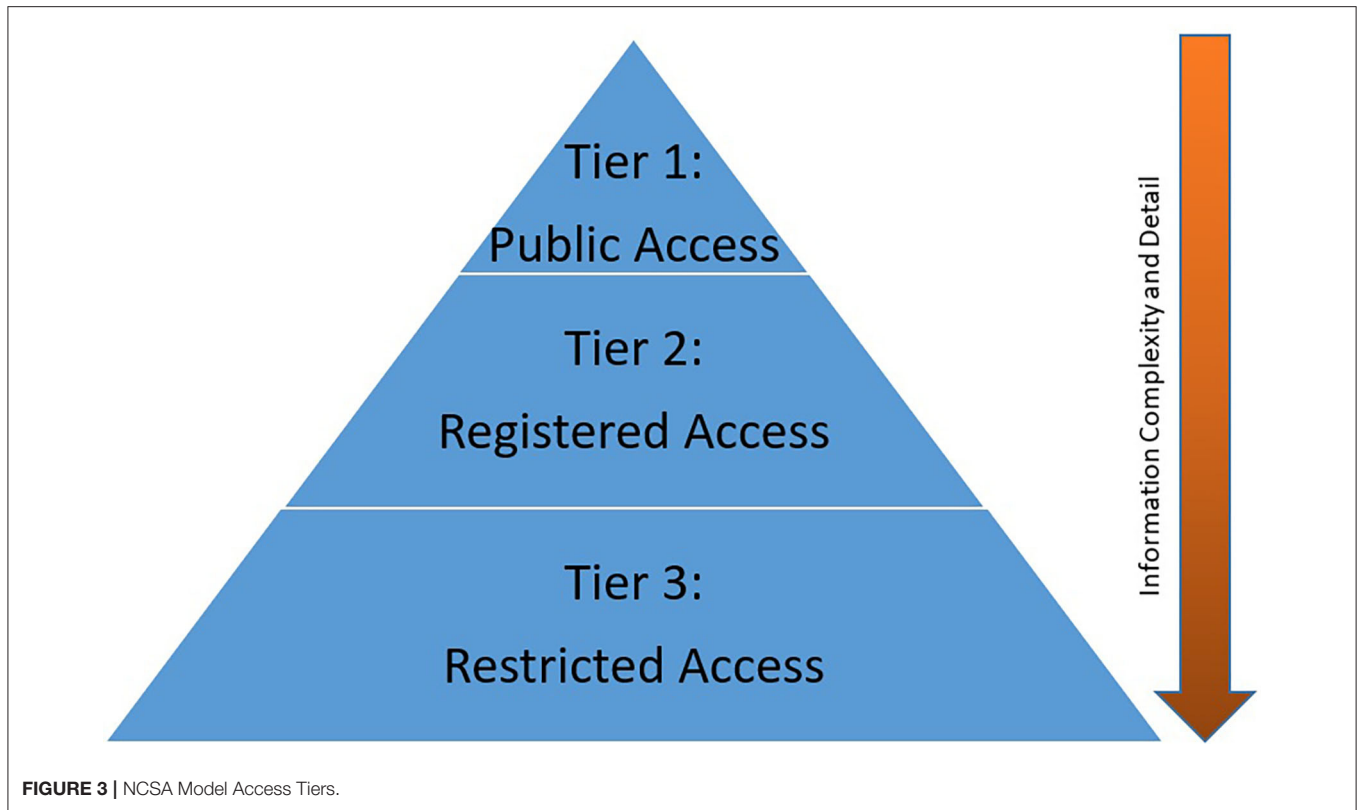 Tier 1:
Public Access
Tier 2:
Registered Access
Tier 3:
Restricted Access
Information Complexity and Detail
FIGURE 3 | NCSA Model Access Tiers.